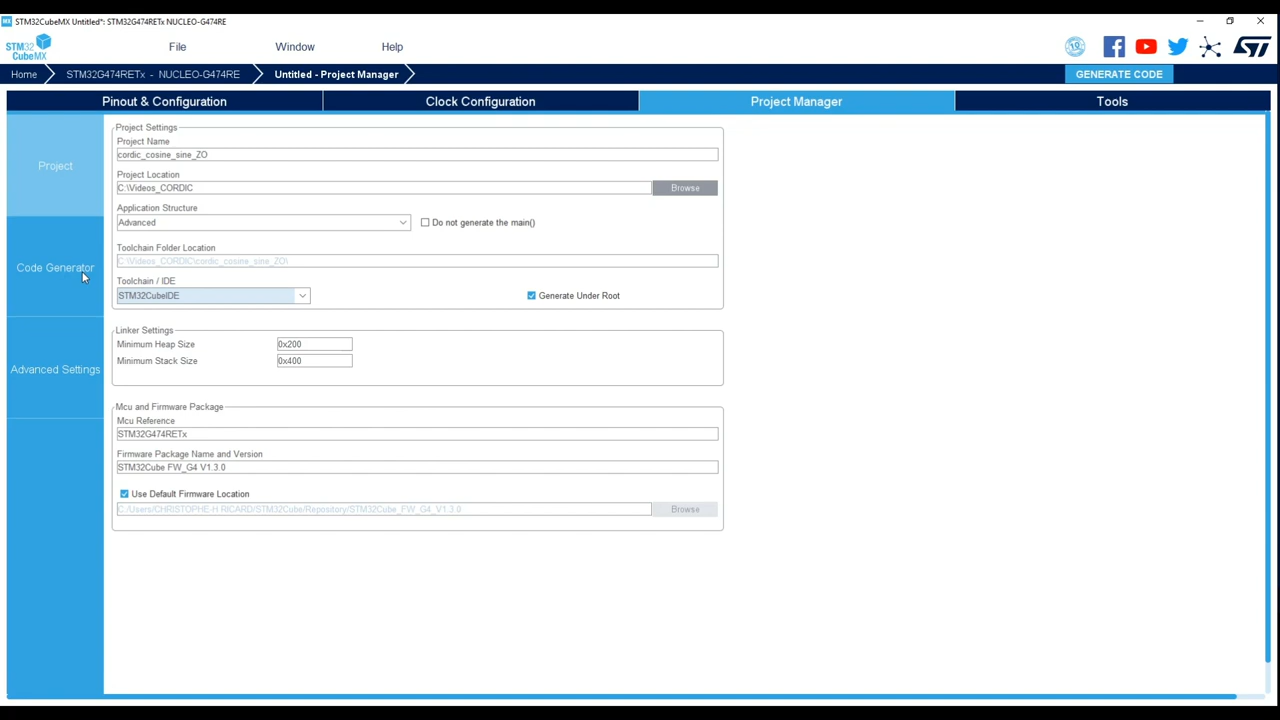 MX STM32CubeMX Untitled*: STM32G474RETx NUCLEO-G474RE
STM32
CubeMX
File Window Help
10
Home STM32G474RETx - NUCLEO-G474RE Untitled - Project Manager GENERATE CODE
Pinout & Configuration Clock Configuration Project Manager Tools
Project
Code Generator
Advanced Settings
Project Settings
Project Name
cordic_cosine_sine_ZO
Project Location
C:\Videos_CORDIC Browse
Application Structure
Advanced Do not generate the main()
Toolchain Folder Location
C:\Videos_CORDIC\cordic_cosine_sine_ZO\
Toolchain / IDE
STM32CubeIDE Generate Under Root
Linker Settings
Minimum Heap Size 0x200
Minimum Stack Size 0x400
Mcu and Firmware Package
Mcu Reference
STM32G474RETx
Firmware Package Name and Version
STM32Cube FW_G4 V1.3.0
Use Default Firmware Location
C:/Users/CHRISTOPHE-H RICARD/STM32Cube/Repository/STM32Cube_FW_G4_V1.3.0 Browse